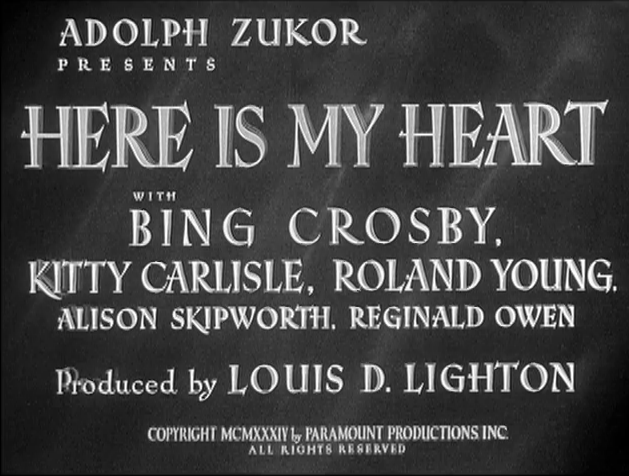 ADOLPH ZUKOR
PRESENTS
HERE IS MY HEART
WITH
BING CROSBY,
KITTY CARLISLE, ROLAND YOUNG,
ALISON SKIPWORTH, REGINALD OWEN
Produced by LOUIS D. LIGHTON
COPYRIGHT MCMXXXIV by PARAMOUNT PRODUCTIONS, INC.
ALL RIGHTS RESERVED